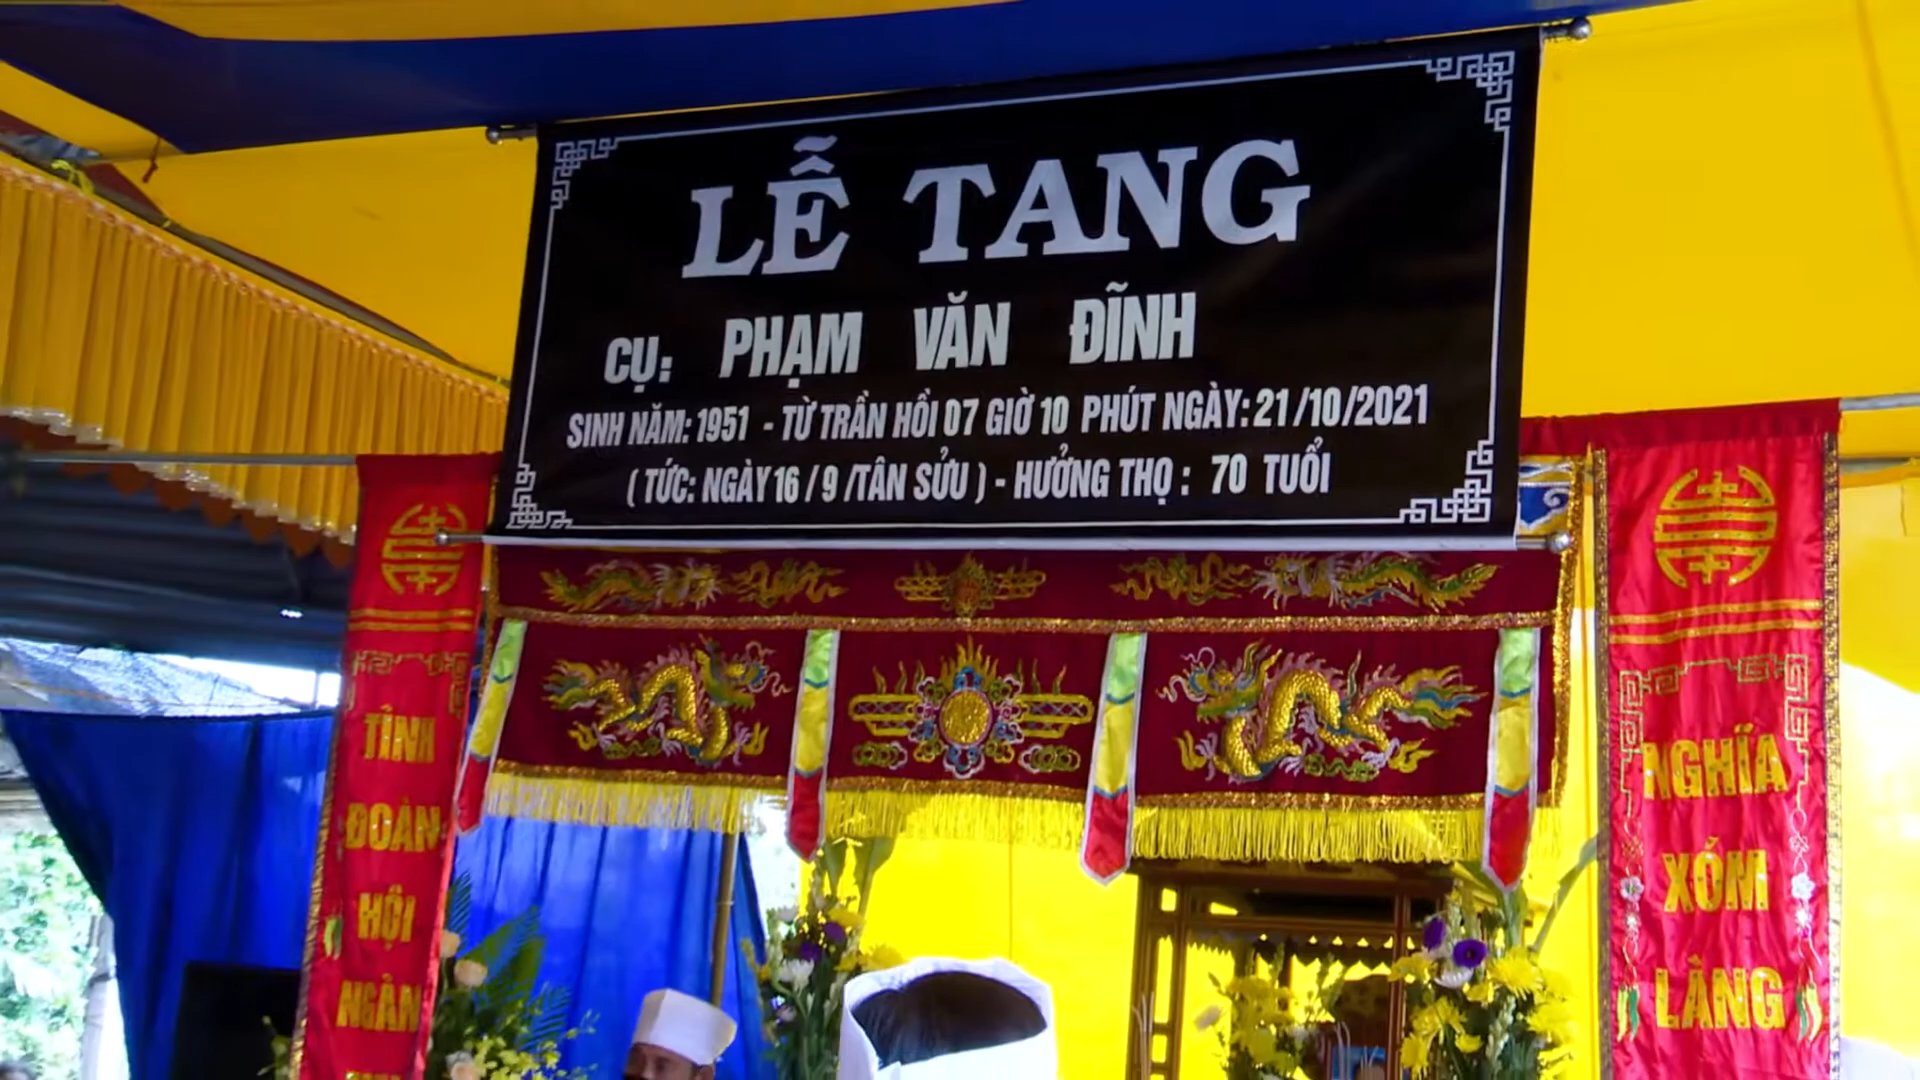 LỄ TANG
CỤ: PHẠM VĂN ĐĨNH
SINH NĂM: 1951 - TỪ TRẦN HỒI 07 GIỜ 10 PHÚT NGÀY: 21/10/2021
( TỨC: NGÀY 16 / 9 /TÂN SỬU ) - HƯỞNG THỌ : 70 TUỔI
TÌNH
ĐOÀN
HỘI
NGÀN
NGHĨA
XÓM
LÀNG